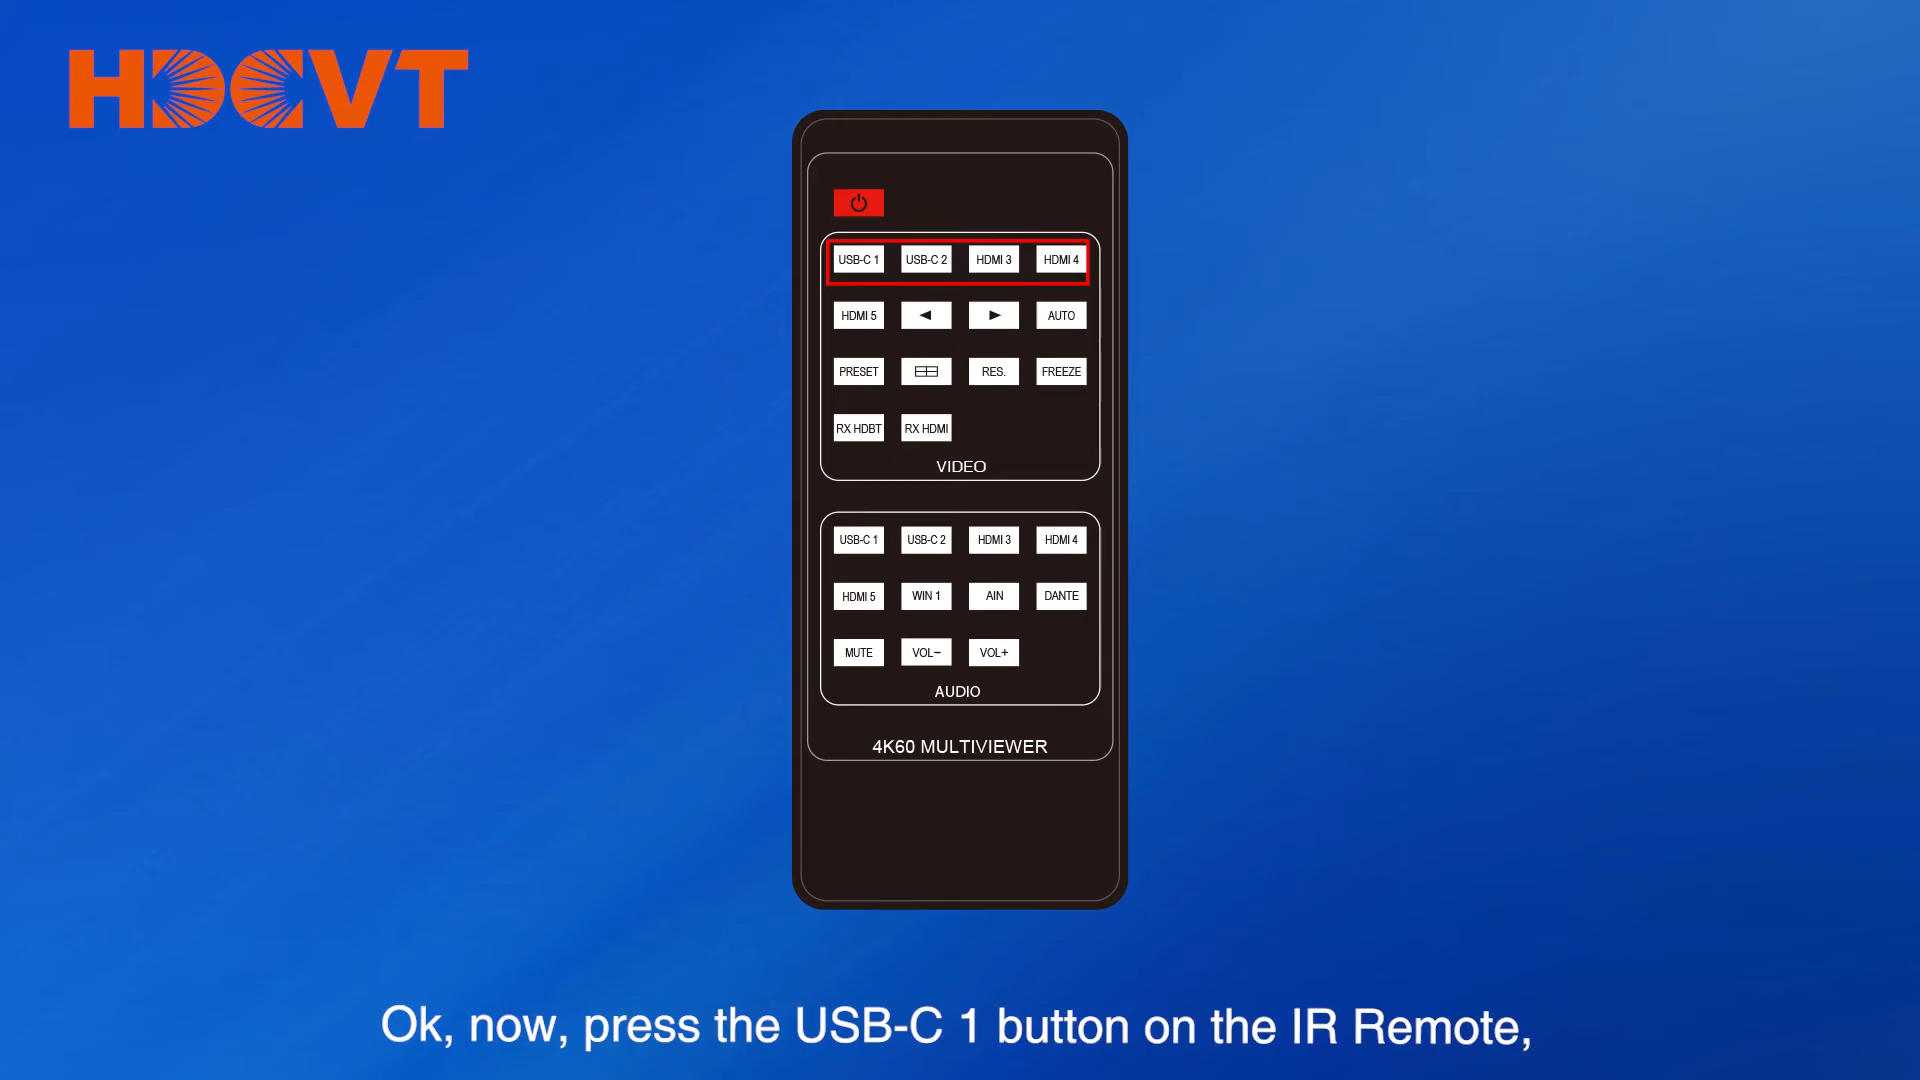 HDCVT
USB-C 1 USB-C 2 HDMI 3 HDMI 4
HDMI 5 ◄ ► AUTO
PRESET RES. FREEZE
RX HDBT RX HDMI
VIDEO
USB-C 1 USB-C 2 HDMI 3 HDMI 4
HDMI 5 WIN 1 AIN DANTE
MUTE VOL− VOL+
AUDIO
4K60 MULTIVIEWER
Ok, now, press the USB-C 1 button on the IR Remote,